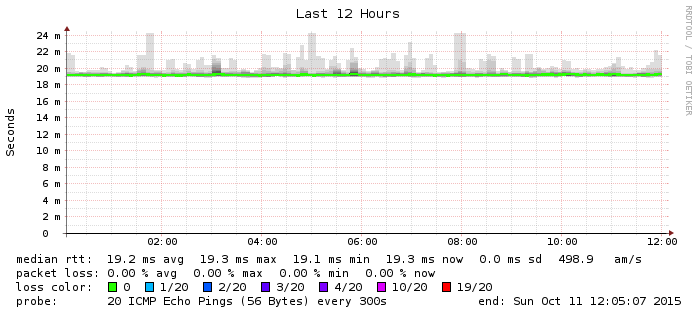 Last 12 Hours
RRDTOOL / TOBI OETIKER
Seconds
24 m
22 m
20 m
18 m
16 m
14 m
12 m
10 m
8 m
6 m
4 m
2 m
0
02:00 04:00 06:00 08:00 10:00 12:00
median rtt: 19.2 ms avg 19.3 ms max 19.1 ms min 19.3 ms now 0.0 ms sd 498.9 am/s
packet loss: 0.00 % avg 0.00 % max 0.00 % min 0.00 % now
loss color: 0 1/20 2/20 3/20 4/20 10/20 19/20
probe: 20 ICMP Echo Pings (56 Bytes) every 300s end: Sun Oct 11 12:05:07 2015